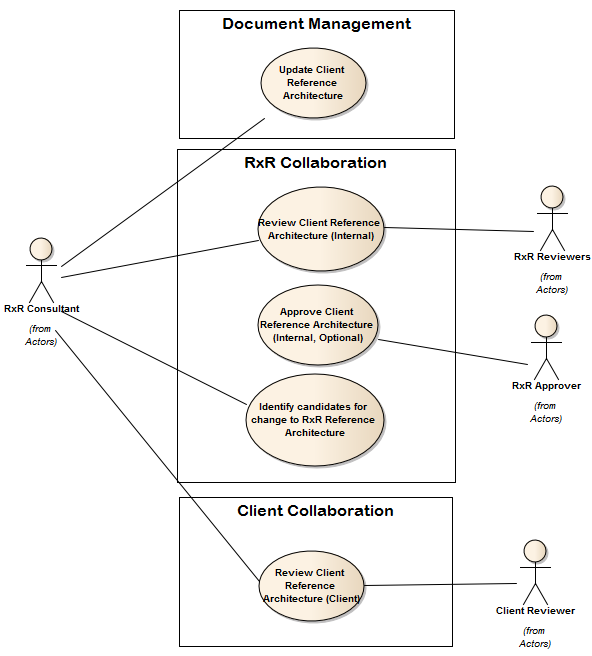 Document Management
Update Client
Reference
Architecture
RxR Collaboration
Review Client Reference
Architecture (Internal)
RxR Reviewers
(from
Actors)
RxR Consultant
(from
Actors)
Approve Client
Reference Architecture
(Internal, Optional)
RxR Approver
(from
Actors)
Identify candidates for
change to RxR Reference
Architecture
Client Collaboration
Review Client
Reference
Architecture (Client)
Client Reviewer
(from
Actors)